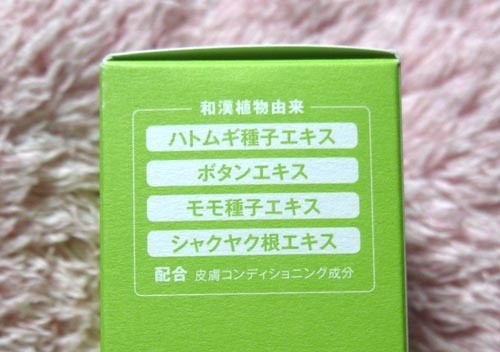 和漢植物由来
ハトムギ種子エキス
ボタンエキス
モモ種子エキス
シャクヤク根エキス
配合 皮膚コンディショニング成分